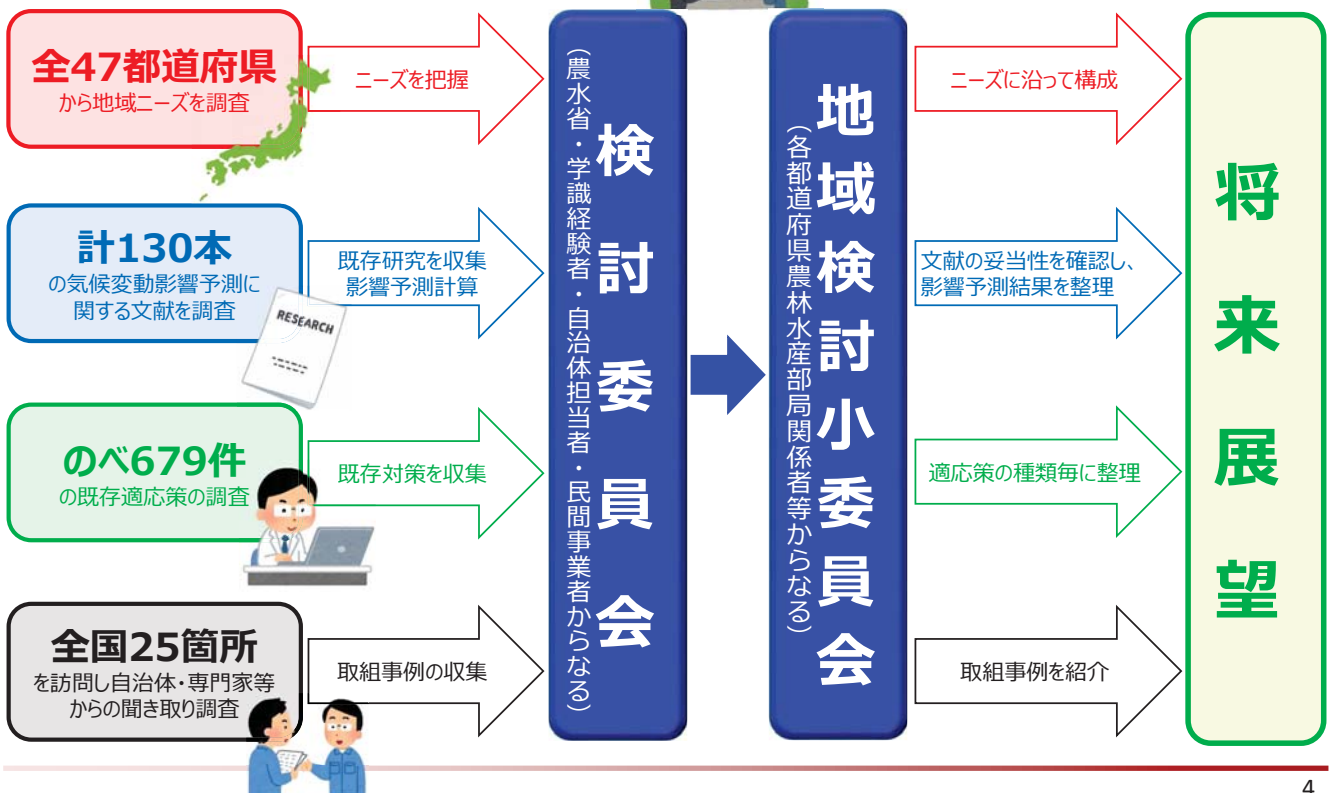 全47都道府県
から地域ニーズを調査
ニーズを把握
計130本
の気候変動影響予測に
関する文献を調査
RESEARCH
既存研究を収集
影響予測計算
のべ679件
の既存適応策の調査
既存対策を収集
全国25箇所
を訪問し自治体・専門家等
からの聞き取り調査
取組事例の収集
検討委員会
（農水省・学識経験者・自治体担当者・民間事業者からなる）
地域検討小委員会
（各都道府県農林水産部局関係者等からなる）
ニーズに沿って構成
文献の妥当性を確認し、
影響予測結果を整理
適応策の種類毎に整理
取組事例を紹介
将来展望
4